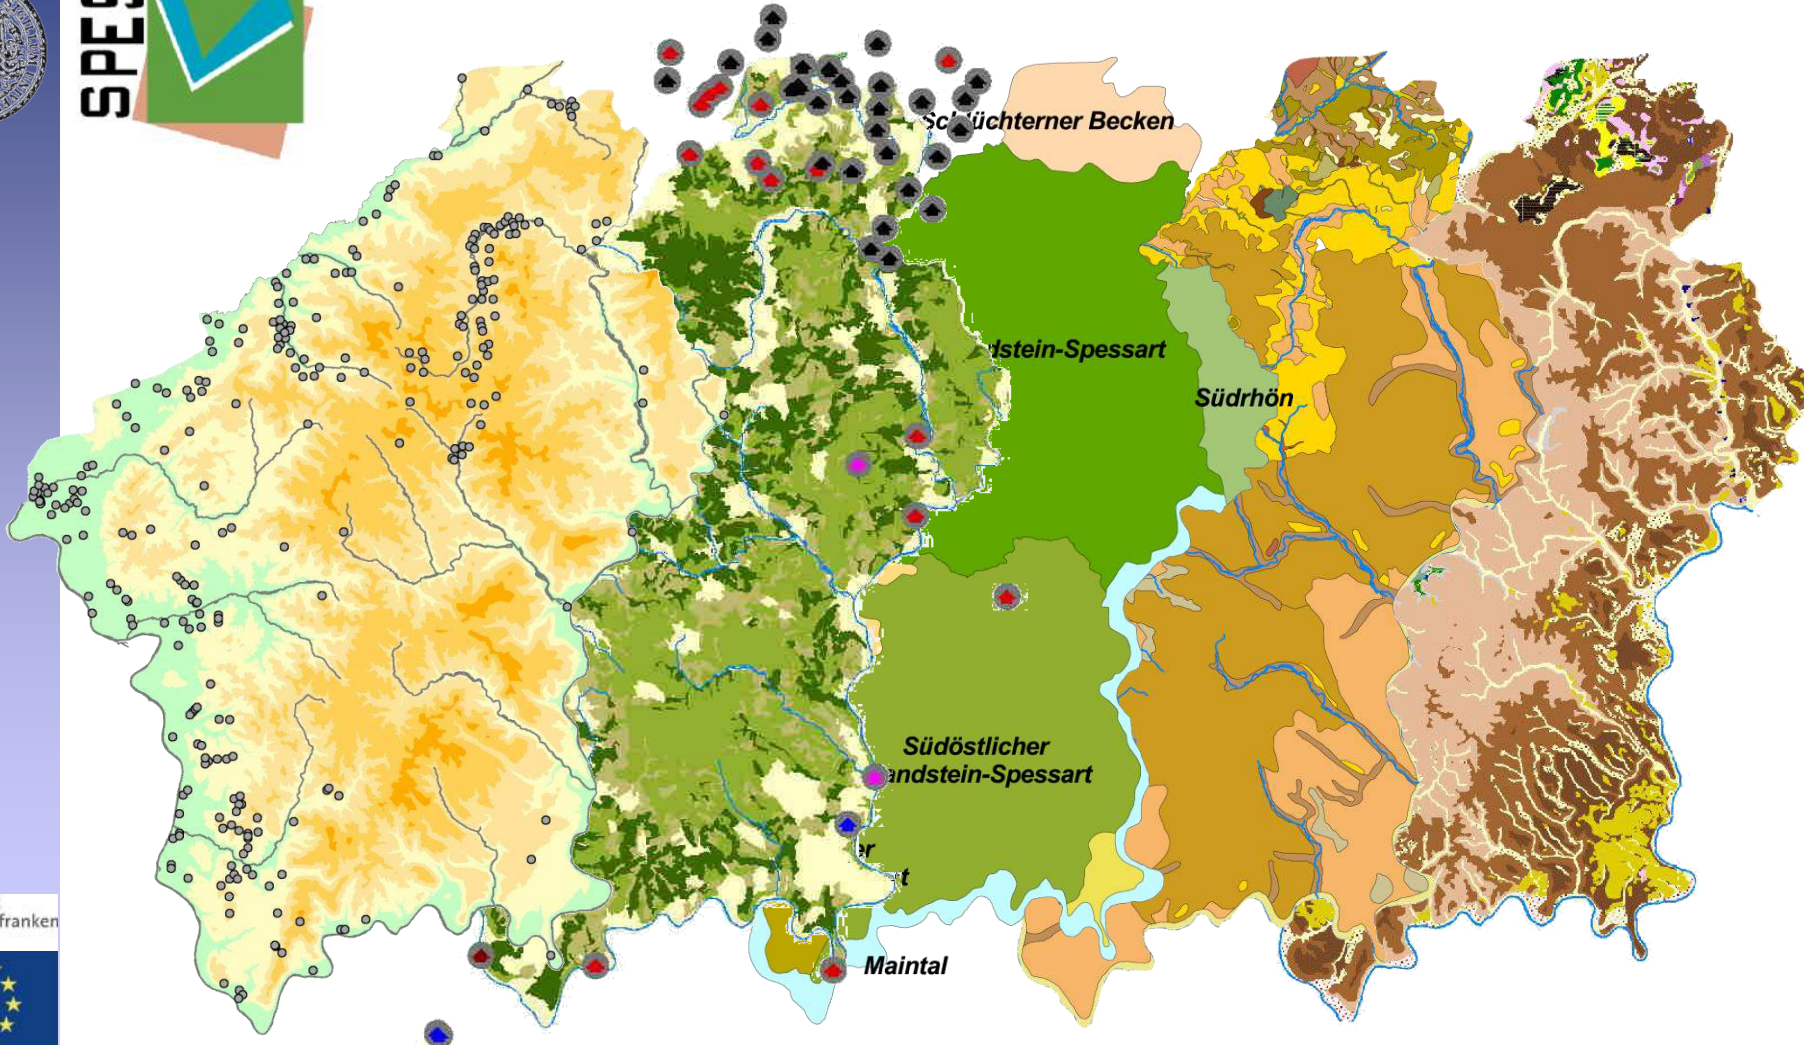 SPES
Schlüchterner Becken
dstein-Spessart
Südrhön
Südöstlicher
andstein-Spessart
er
t
franken
Maintal